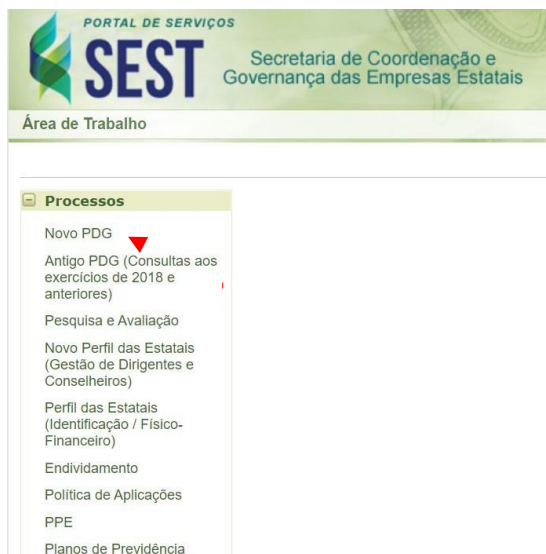 PORTAL DE SERVIÇOS
SEST
Secretaria de Coordenação e
Governança das Empresas Estatais
Área de Trabalho
Processos
Novo PDG
Antigo PDG (Consultas aos
exercícios de 2018 e
anteriores)
Pesquisa e Avaliação
Novo Perfil das Estatais
(Gestão de Dirigentes e
Conselheiros)
Perfil das Estatais
(Identificação / Físico-
Financeiro)
Endividamento
Política de Aplicações
PPE
Planos de Previdência